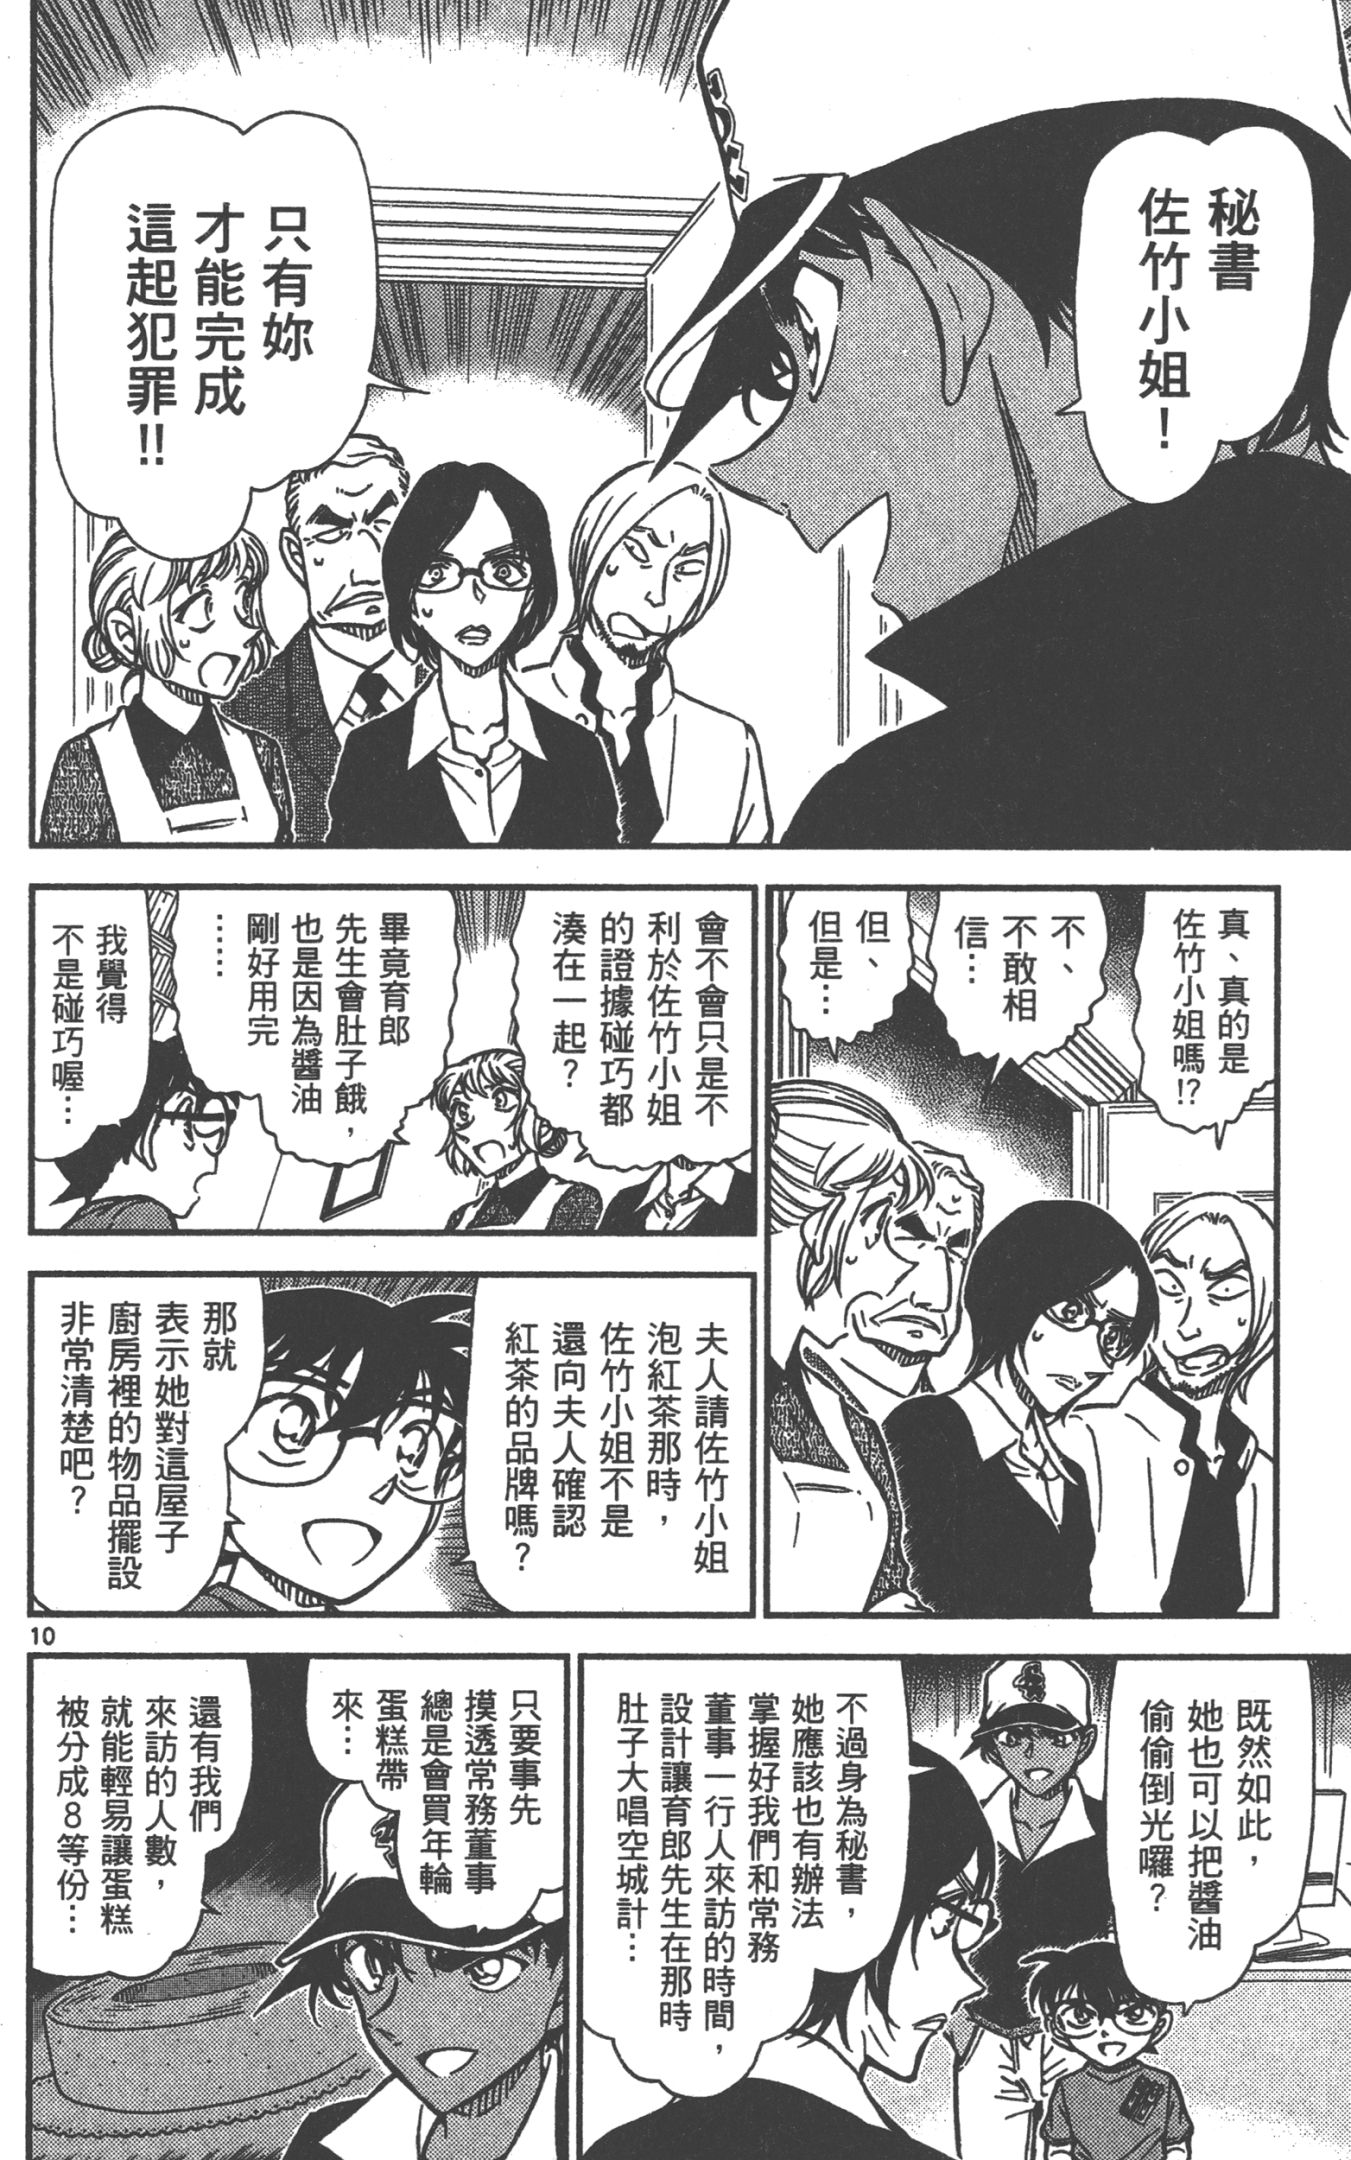 秘書
佐竹小姐！
只有妳
才能完成
這起犯罪!!
真、真的是
佐竹小姐嗎!?
不、
不敢相
信…
但、
但是…
會不會只是不
利於佐竹小姐
的證據碰巧都
湊在一起？
畢竟育郎
先生會肚子餓，
也是因為醬油
剛好用完
……
我覺得
不是碰巧喔…
夫人請佐竹小姐
泡紅茶那時，
佐竹小姐不是
還向夫人確認
紅茶的品牌嗎？
那就
表示她對這屋子
廚房裡的物品擺設
非常清楚吧？
10
既然如此，
她也可以把醬油
偷偷倒光囉？
不過身為秘書，
她應該也有辦法
掌握好我們和常務
董事一行人來訪的時間，
設計讓育郎先生在那時
肚子大唱空城計…
只要事先
摸透常務董事
總是會買年輪
蛋糕帶
來…
還有我們
來訪的人數，
就能輕易讓蛋糕
被分成8等份…